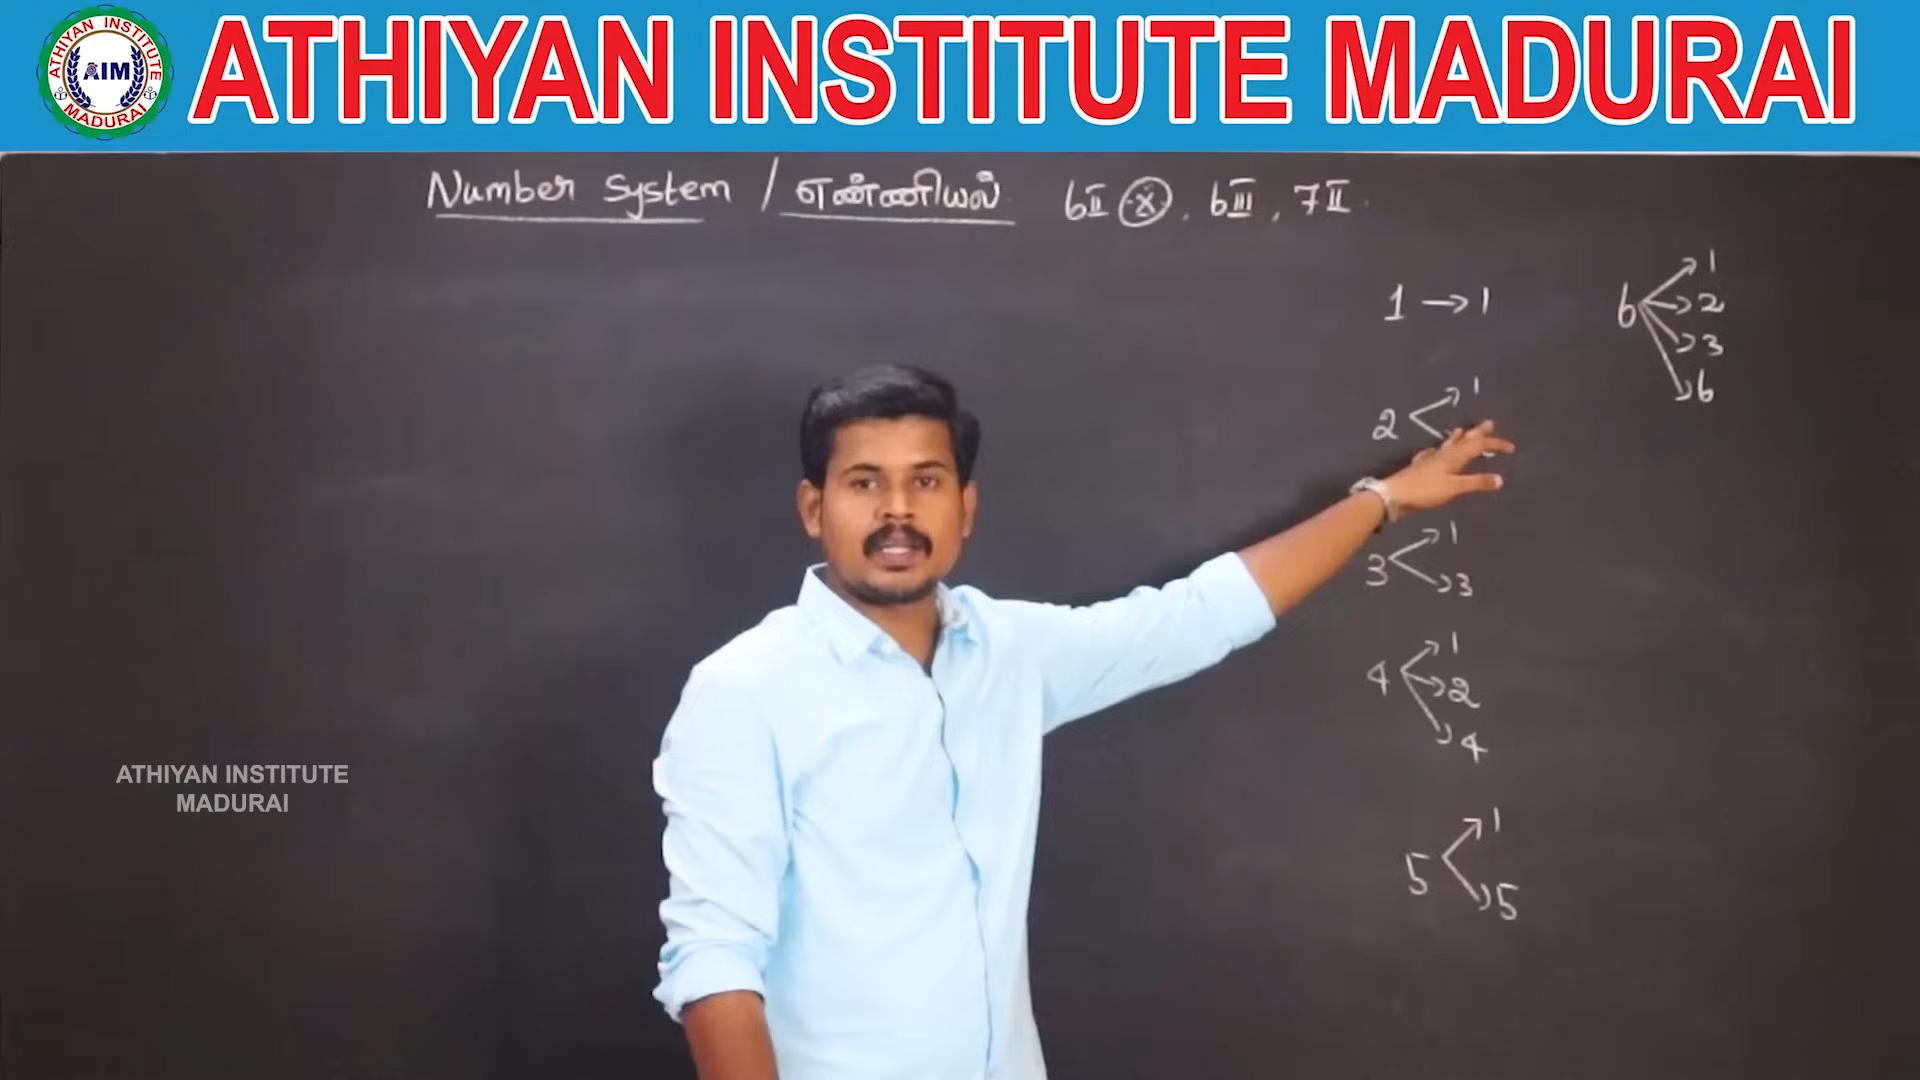 ATHIYAN INSTITUTE MADURAI
ATHIYAN INSTITUTE
AIM
MADURAI
Number System / எண்ணியல் 6II (X), 6III, 7II.
1 → 1
2 1
3 1
3
4 1
2
4
5 1
5
6 1
2
3
6
ATHIYAN INSTITUTE
MADURAI